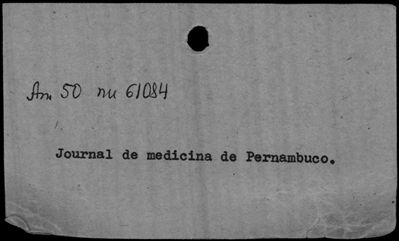 Am 50 nu 61084
Journal de medicina de Pernambuco.